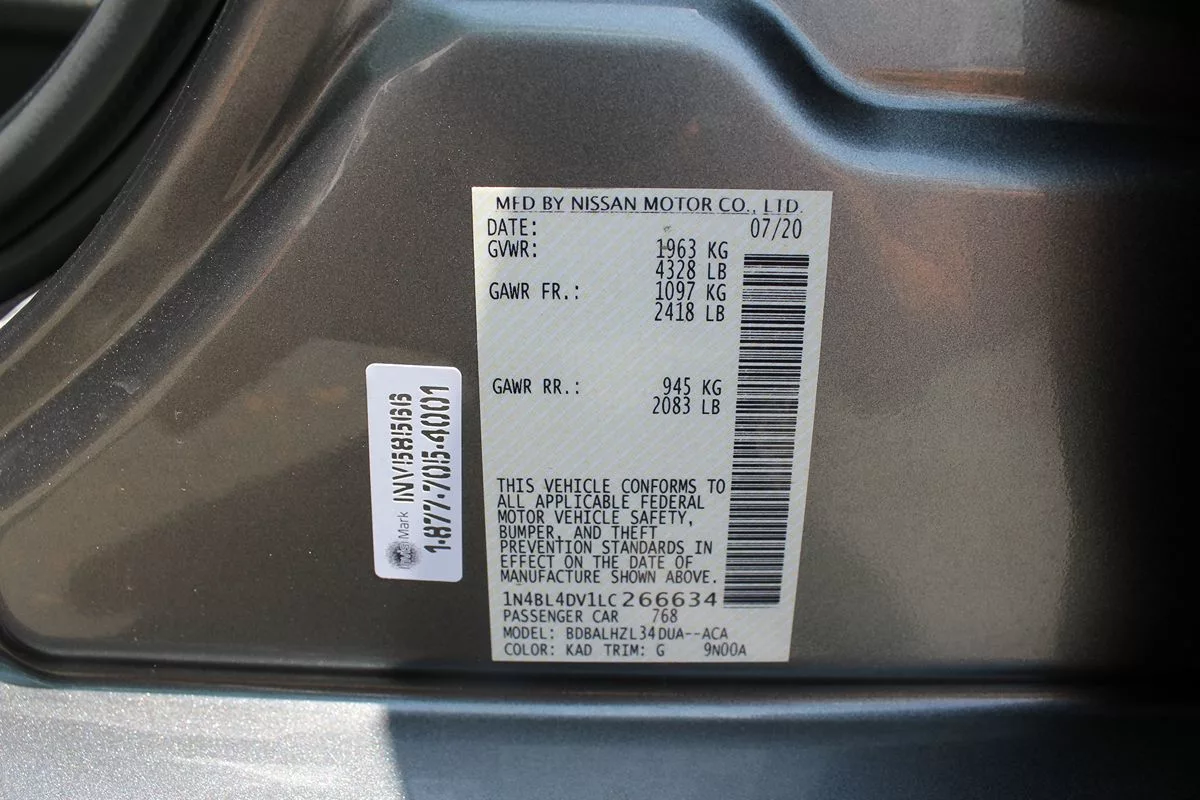 MFD BY NISSAN MOTOR CO., LTD.
DATE: 07/20
GVWR: 1963 KG
4328 LB
GAWR FR.: 1097 KG
2418 LB
GAWR RR.: 945 KG
2083 LB
THIS VEHICLE CONFORMS TO
ALL APPLICABLE FEDERAL
MOTOR VEHICLE SAFETY,
BUMPER, AND THEFT
PREVENTION STANDARDS IN
EFFECT ON THE DATE OF
MANUFACTURE SHOWN ABOVE.
1N4BL4DV1LC266634
PASSENGER CAR 768
MODEL: BDBALHZL34DUA--ACA
COLOR: KAD TRIM: G 9N00A
Mark INV58566
1-877-705-4001